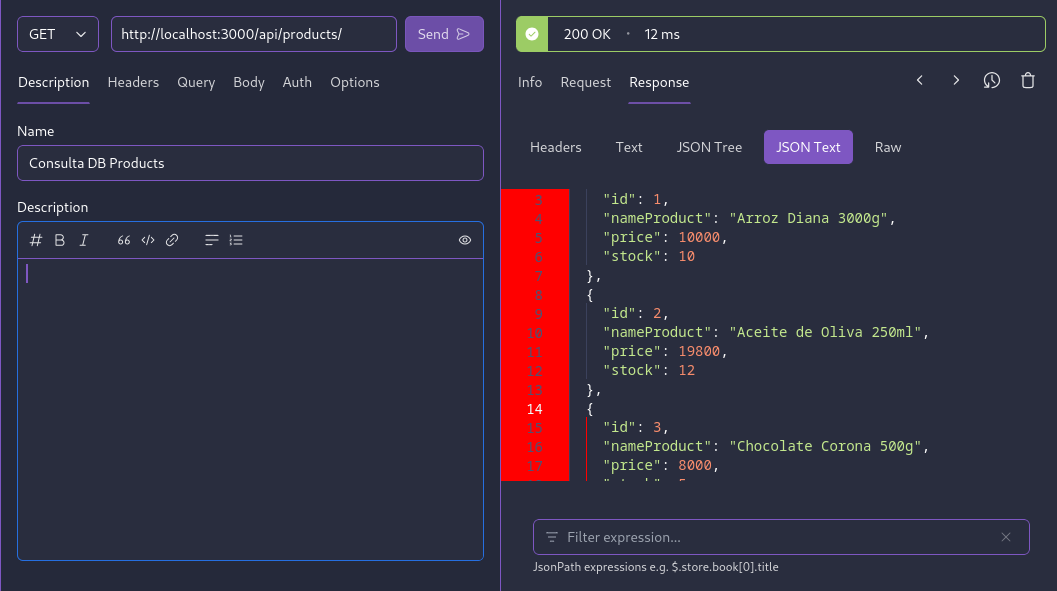 GET
http://localhost:3000/api/products/
Send
Description Headers Query Body Auth Options
Name
Consulta DB Products
Description
200 OK • 12 ms
Info Request Response
Headers Text JSON Tree JSON Text Raw
3 "id": 1,
4 "nameProduct": "Arroz Diana 3000g",
5 "price": 10000,
6 "stock": 10
7 },
8 {
9 "id": 2,
10 "nameProduct": "Aceite de Oliva 250ml",
11 "price": 19800,
12 "stock": 12
13 },
14 {
15 "id": 3,
16 "nameProduct": "Chocolate Corona 500g",
17 "price": 8000,
Filter expression...
JsonPath expressions e.g. $.store.book[0].title